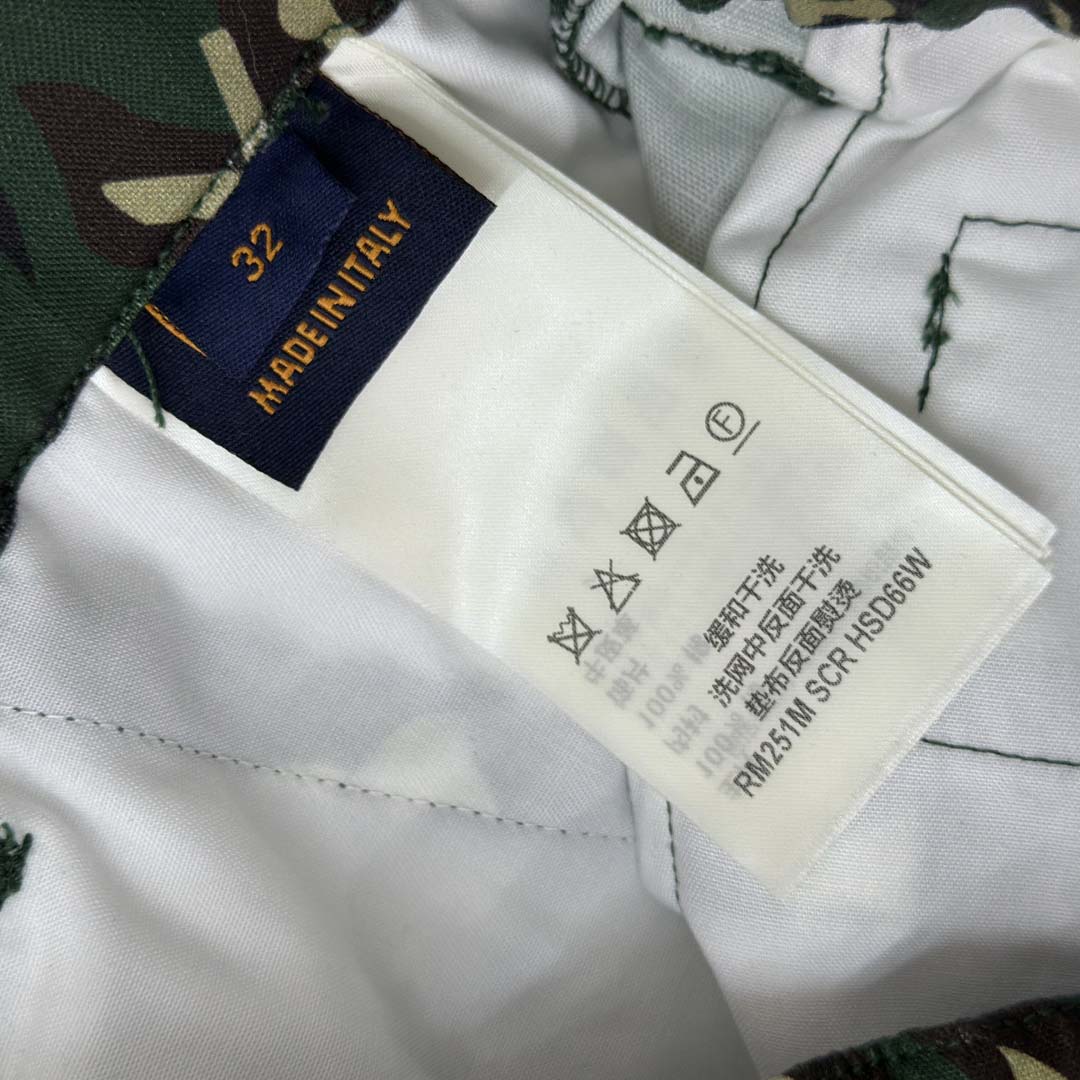 32
MADE IN ITALY
F
缓和干洗
洗网中反面干洗
垫布反面熨烫
RM251M SCR HSD66W